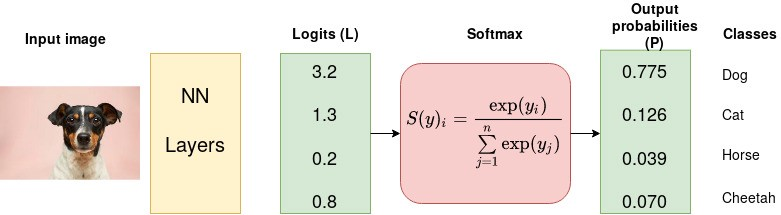 Input image
NN
Layers
Logits (L)
3.2
1.3
0.2
0.8
Softmax
S(y)_i = exp(y_i) / \sum_{j=1}^{n} exp(y_j)
Output
probabilities
(P)
0.775
0.126
0.039
0.070
Classes
Dog
Cat
Horse
Cheetah